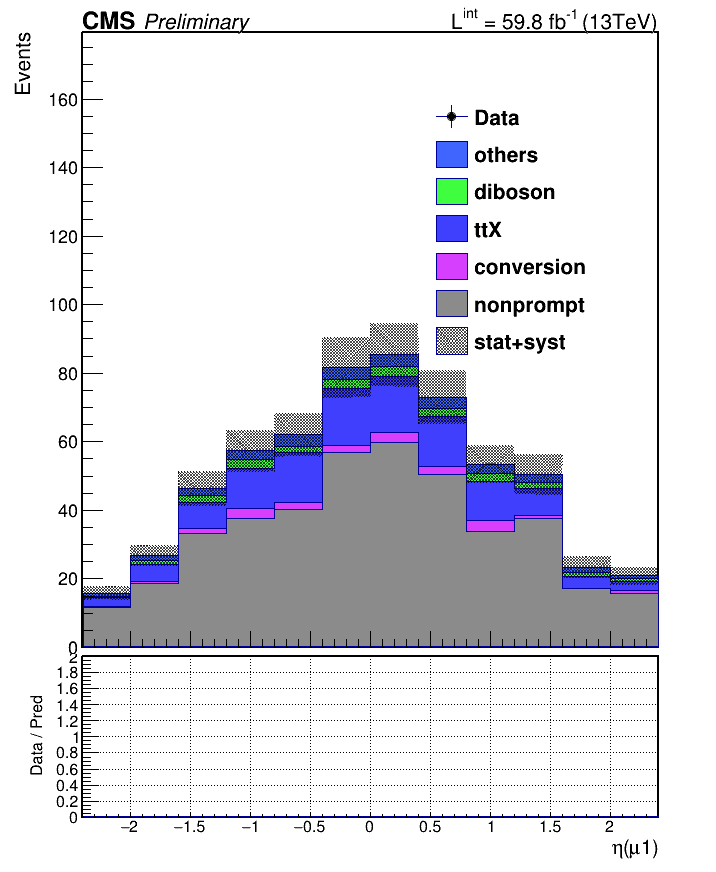 CMS Preliminary L^int = 59.8 fb^-1 (13TeV)
Events
160
140
120
100
80
60
40
20
0
Data
others
diboson
ttX
conversion
nonprompt
stat+syst
Data / Pred
2
1.8
1.6
1.4
1.2
1
0.8
0.6
0.4
0.2
0
−2 −1.5 −1 −0.5 0 0.5 1 1.5 2
η(μ1)